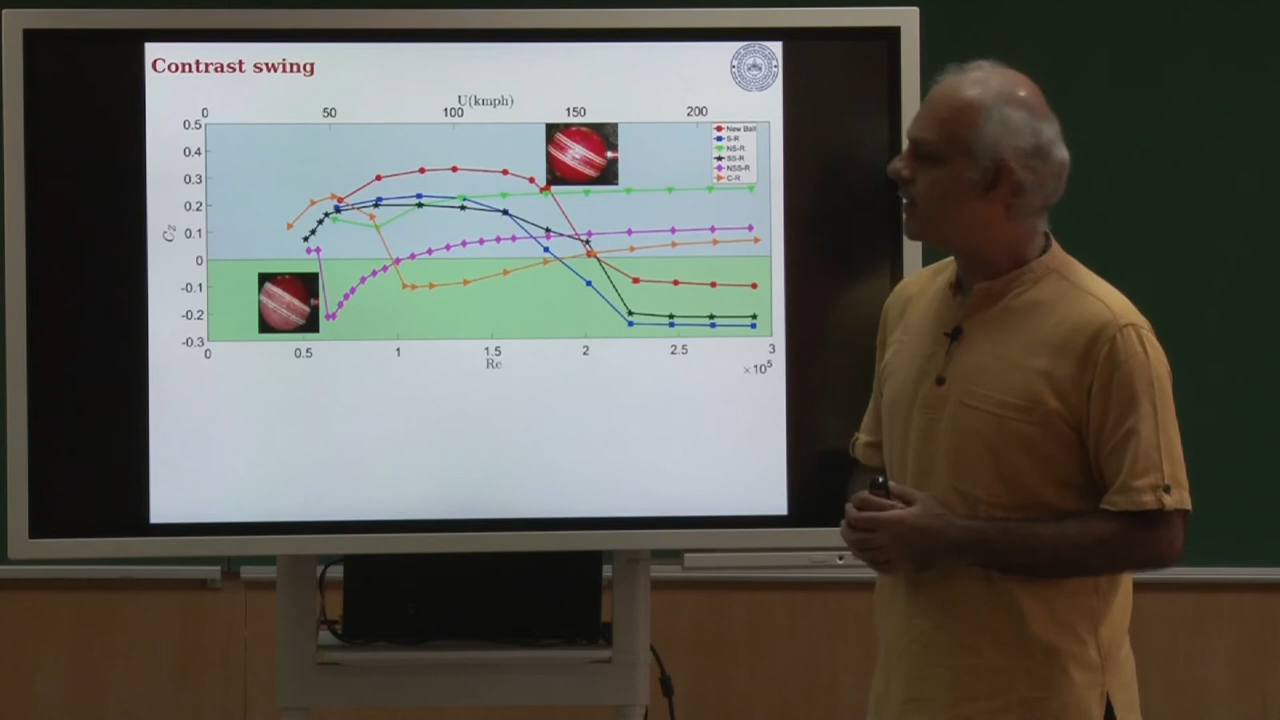 Contrast swing
U(kmph)
0 50 100 150 200
0.5
0.4
0.3
0.2
0.1
0
-0.1
-0.2
-0.3
Cz
New Ball
S-R
NS-R
SS-R
NSS-R
C-R
0 0.5 1 1.5 2 2.5 3
Re
×10⁵